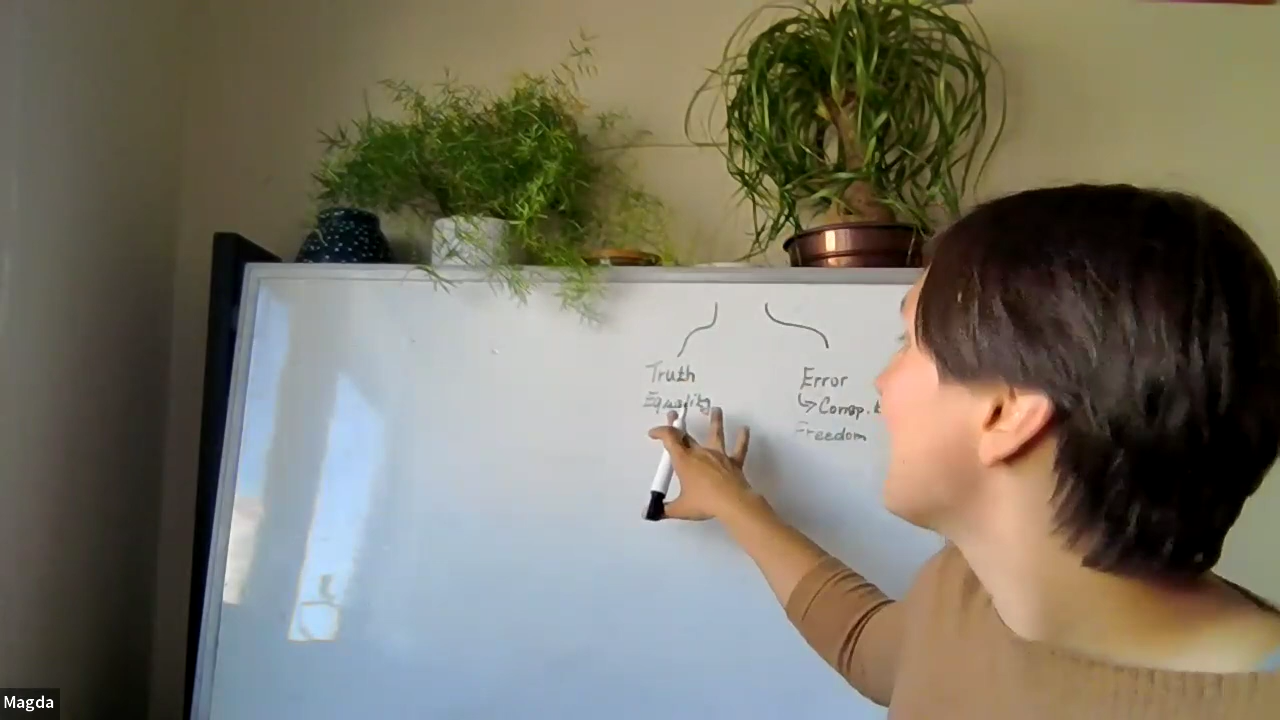 Truth
Equality
Error
↳ Consp.
Freedom
Magda